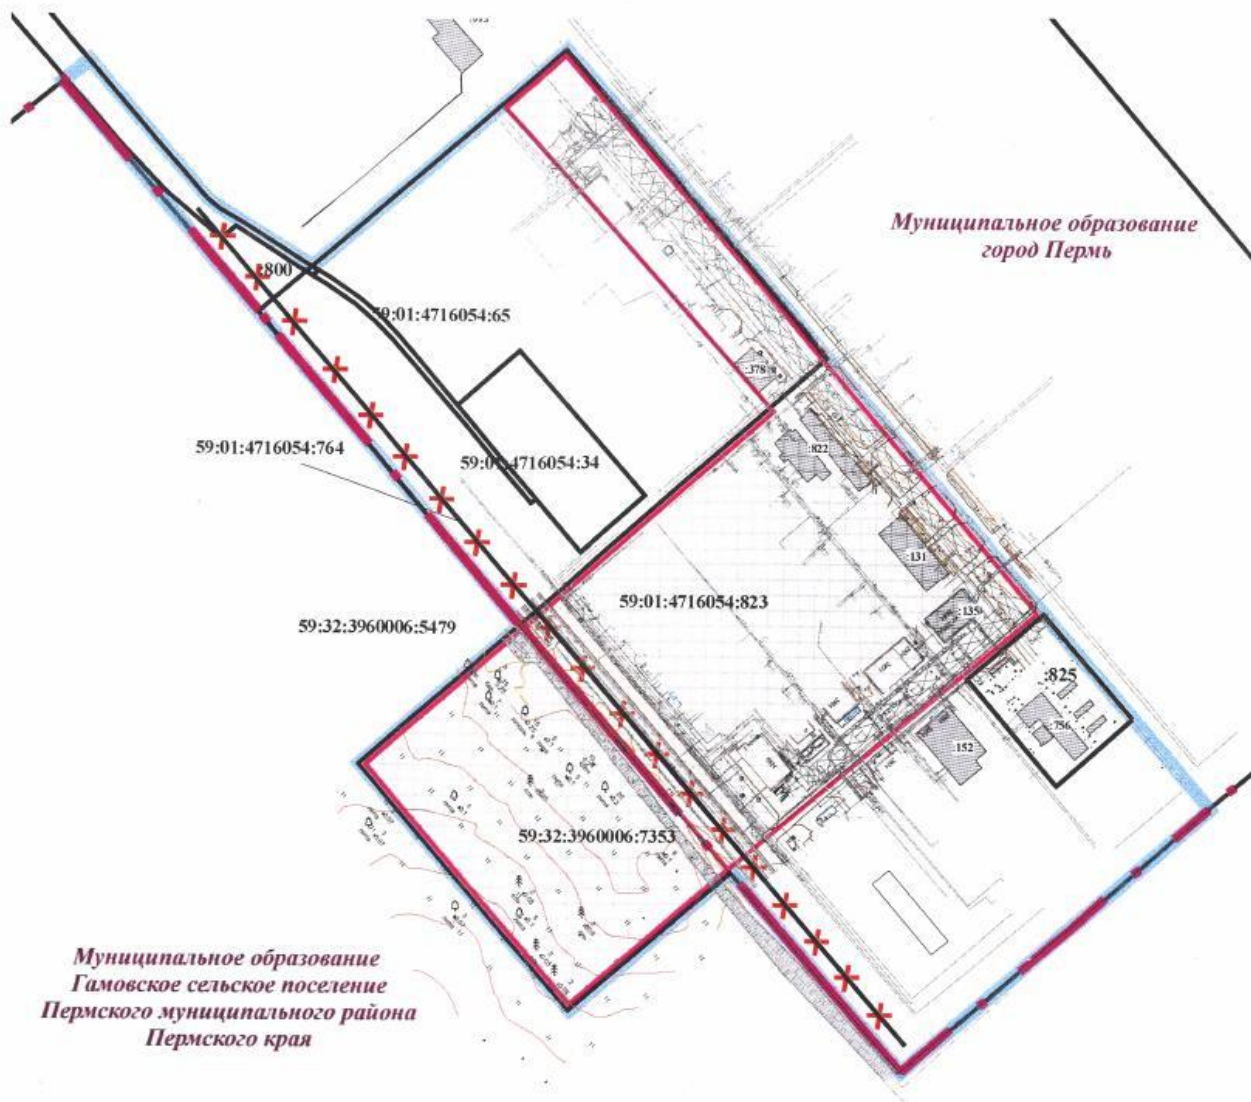 Муниципальное образование
город Пермь
:800
59:01:4716054:65
:378
59:01:4716054:764
59:01:4716054:34
:822
:131
59:01:4716054:823
:135
59:32:3960006:5479
:825
:756
:152
59:32:3960006:7353
Муниципальное образование
Гамовское сельское поселение
Пермского муниципального района
Пермского края